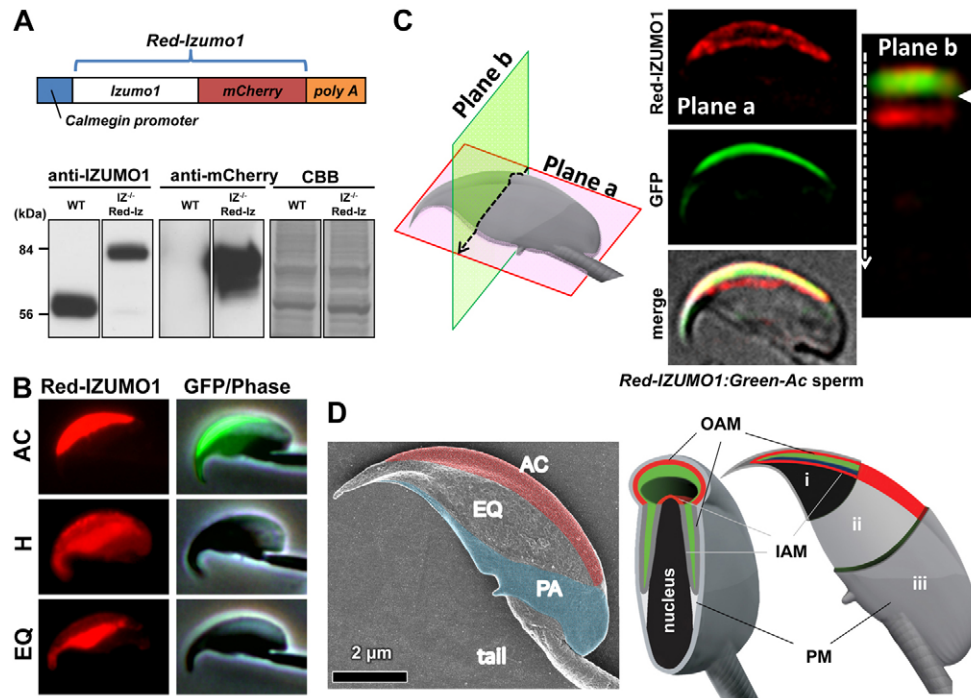 A
Red-Izumo1
Izumo1 mCherry poly A
Calmegin promoter
anti-IZUMO1 anti-mCherry CBB
WT IZ-/- Red-Iz WT IZ-/- Red-Iz WT IZ-/- Red-Iz
(kDa)
84
56
B
Red-IZUMO1 GFP/Phase
AC
H
EQ
C
Plane b
Plane a
Red-IZUMO1
Plane a
GFP
merge
Plane b
Red-IZUMO1:Green-Ac sperm
D
AC
EQ
PA
tail
2 µm
OAM
IAM
PM
nucleus
i
ii
iii